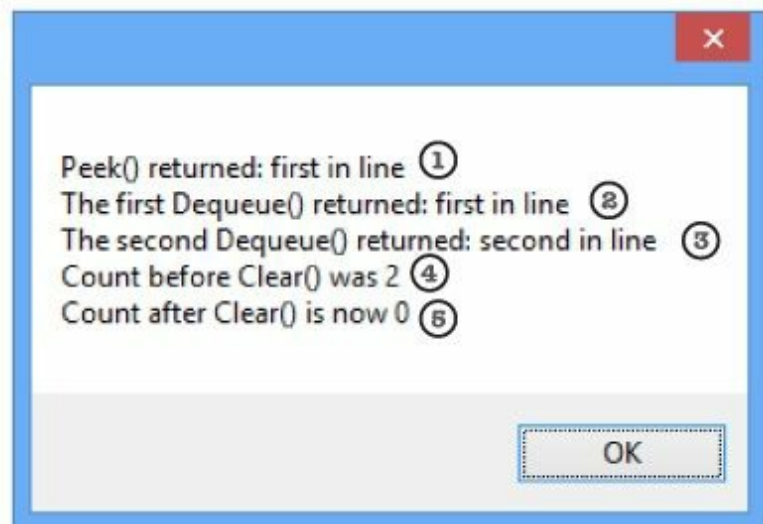 Peek() returned: first in line ①
The first Dequeue() returned: first in line ②
The second Dequeue() returned: second in line ③
Count before Clear() was 2 ④
Count after Clear() is now 0 ⑤
OK